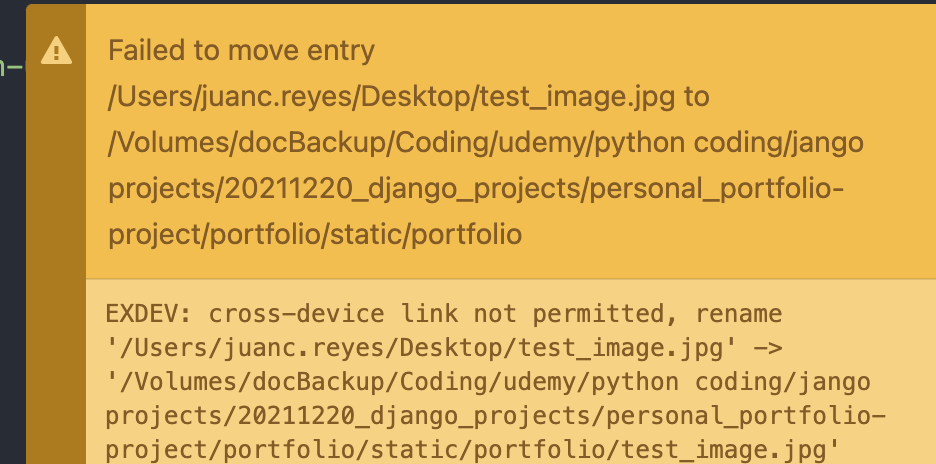 Failed to move entry
/Users/juanc.reyes/Desktop/test_image.jpg to
/Volumes/docBackup/Coding/udemy/python coding/jango
projects/20211220_django_projects/personal_portfolio-
project/portfolio/static/portfolio
EXDEV: cross-device link not permitted, rename
'/Users/juanc.reyes/Desktop/test_image.jpg' ->
'/Volumes/docBackup/Coding/udemy/python coding/jango
projects/20211220_django_projects/personal_portfolio-
project/portfolio/static/portfolio/test_image.jpg'